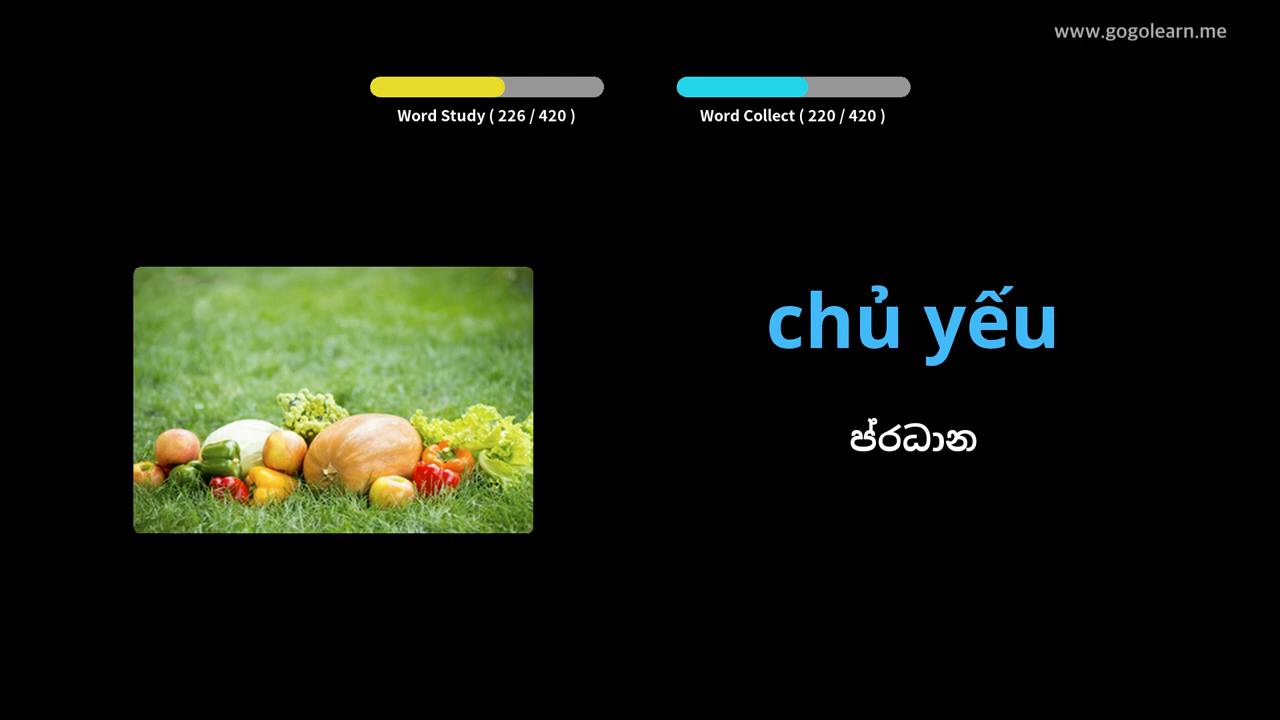 www.gogolearn.me
Word Study ( 226 / 420 )
Word Collect ( 220 / 420 )
chủ yếu
ප්රධාන